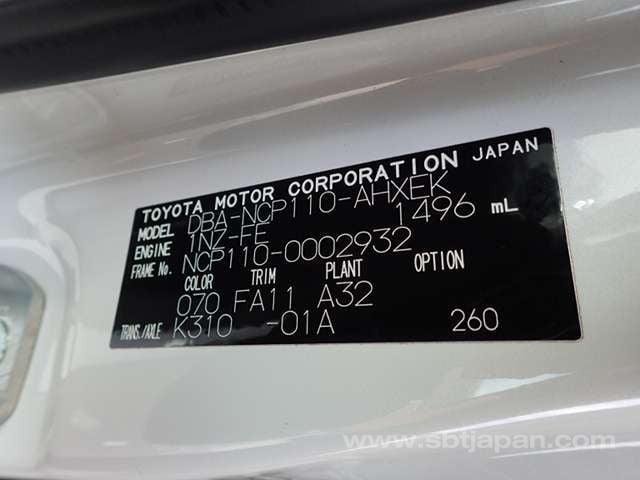 TOYOTA MOTOR CORPORATION JAPAN
MODEL DBA-NCP110-AHXEK
ENGINE 1NZ-FE 1496 mL
FRAME No. NCP110-0002932
COLOR TRIM PLANT OPTION
070 FA11 A32
TRANS./AXLE K310 -01A 260
www.sbtjapan.com